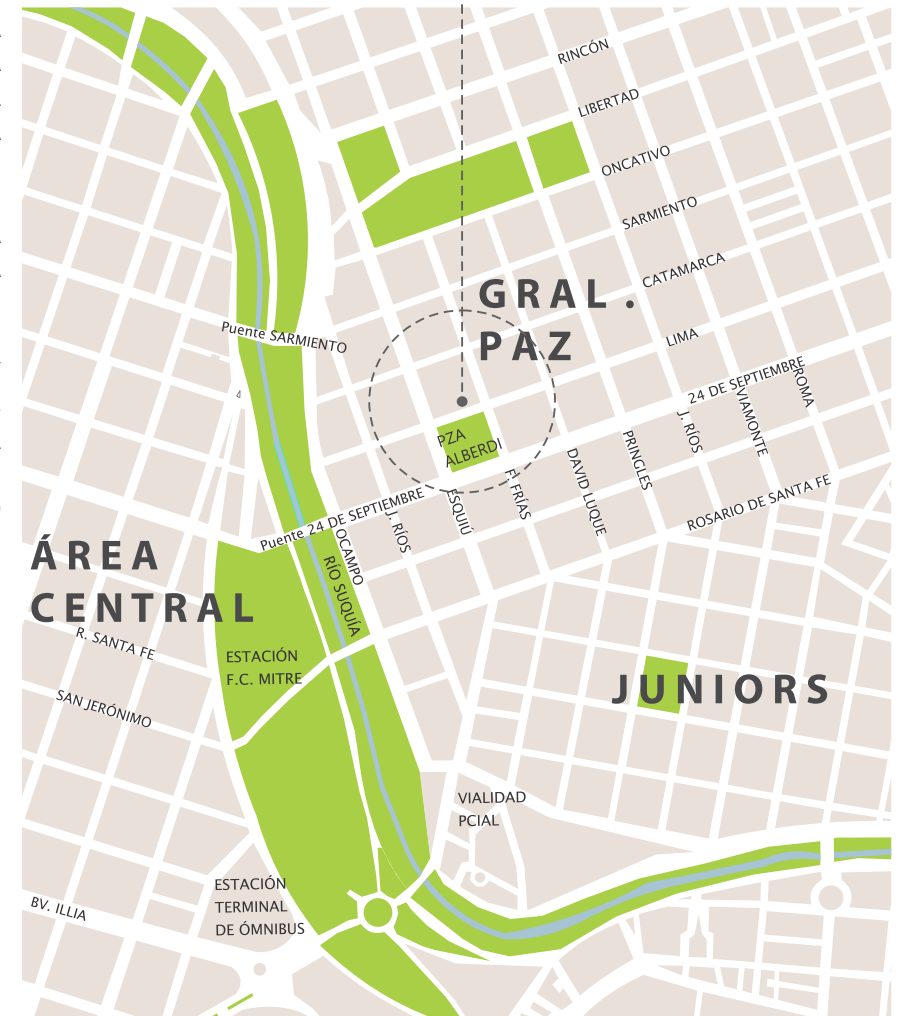 RINCÓN
LIBERTAD
ONCATIVO
SARMIENTO
CATAMARCA
GRAL.
PAZ
Puente SARMIENTO
LIMA
24 DE SEPTIEMBRE
ROMA
VIAMONTE
J. RÍOS
PRINGLES
DAVID LUQUE
Fº FRÍAS
PZA
ALBERDI
ESQUIÚ
J. RÍOS
OCAMPO
Puente 24 DE SEPTIEMBRE
ROSARIO DE SANTA FE
RÍO SUQUÍA
ÁREA
CENTRAL
R. SANTA FE
SAN JERÓNIMO
ESTACIÓN
F.C. MITRE
JUNIORS
VIALIDAD
PCIAL
ESTACIÓN
TERMINAL
DE ÓMNIBUS
BV. ILLIA